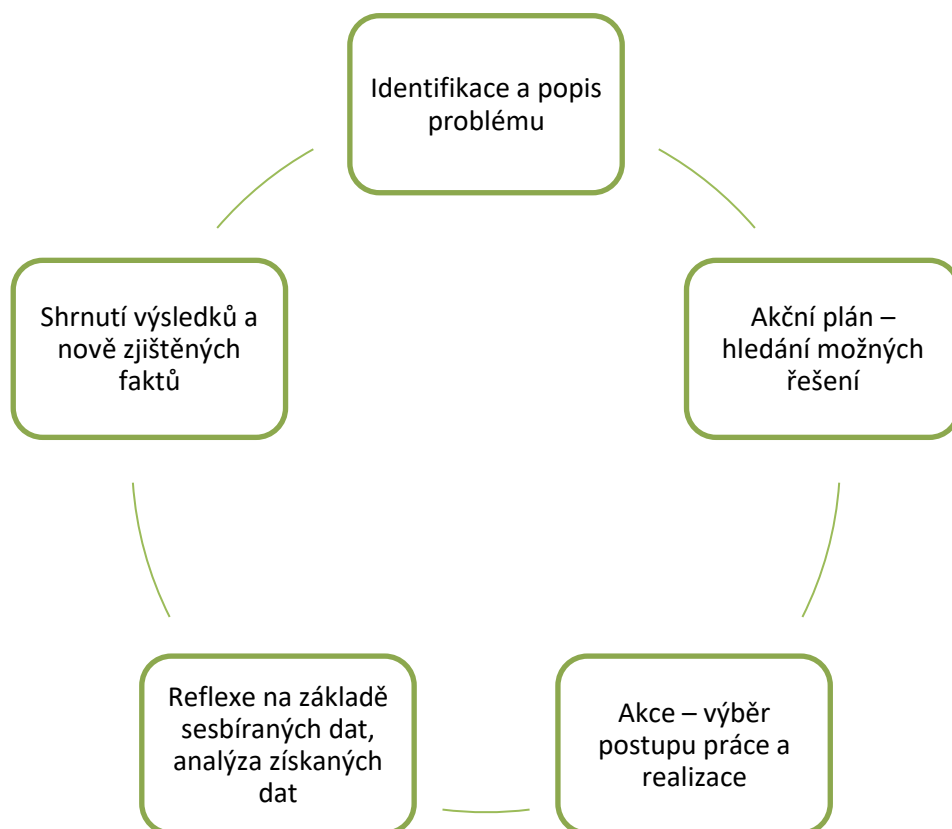 Identifikace a popis
problému
Akční plán –
hledání možných
řešení
Akce – výběr
postupu práce a
realizace
Reflexe na základě
sesbíraných dat,
analýza získaných
dat
Shrnutí výsledků a
nově zjištěných
faktů